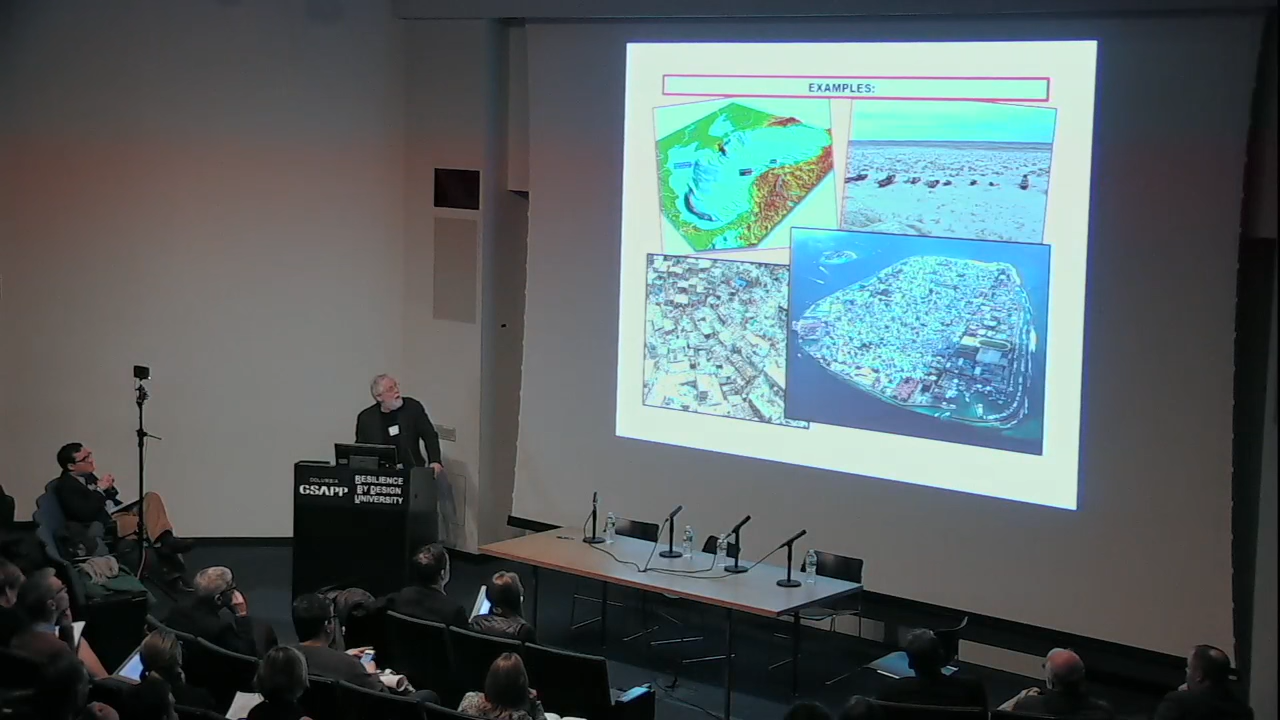 EXAMPLES:
COLUMBIA
GSAPP
RESILIENCE
BY DESIGN
UNIVERSITY